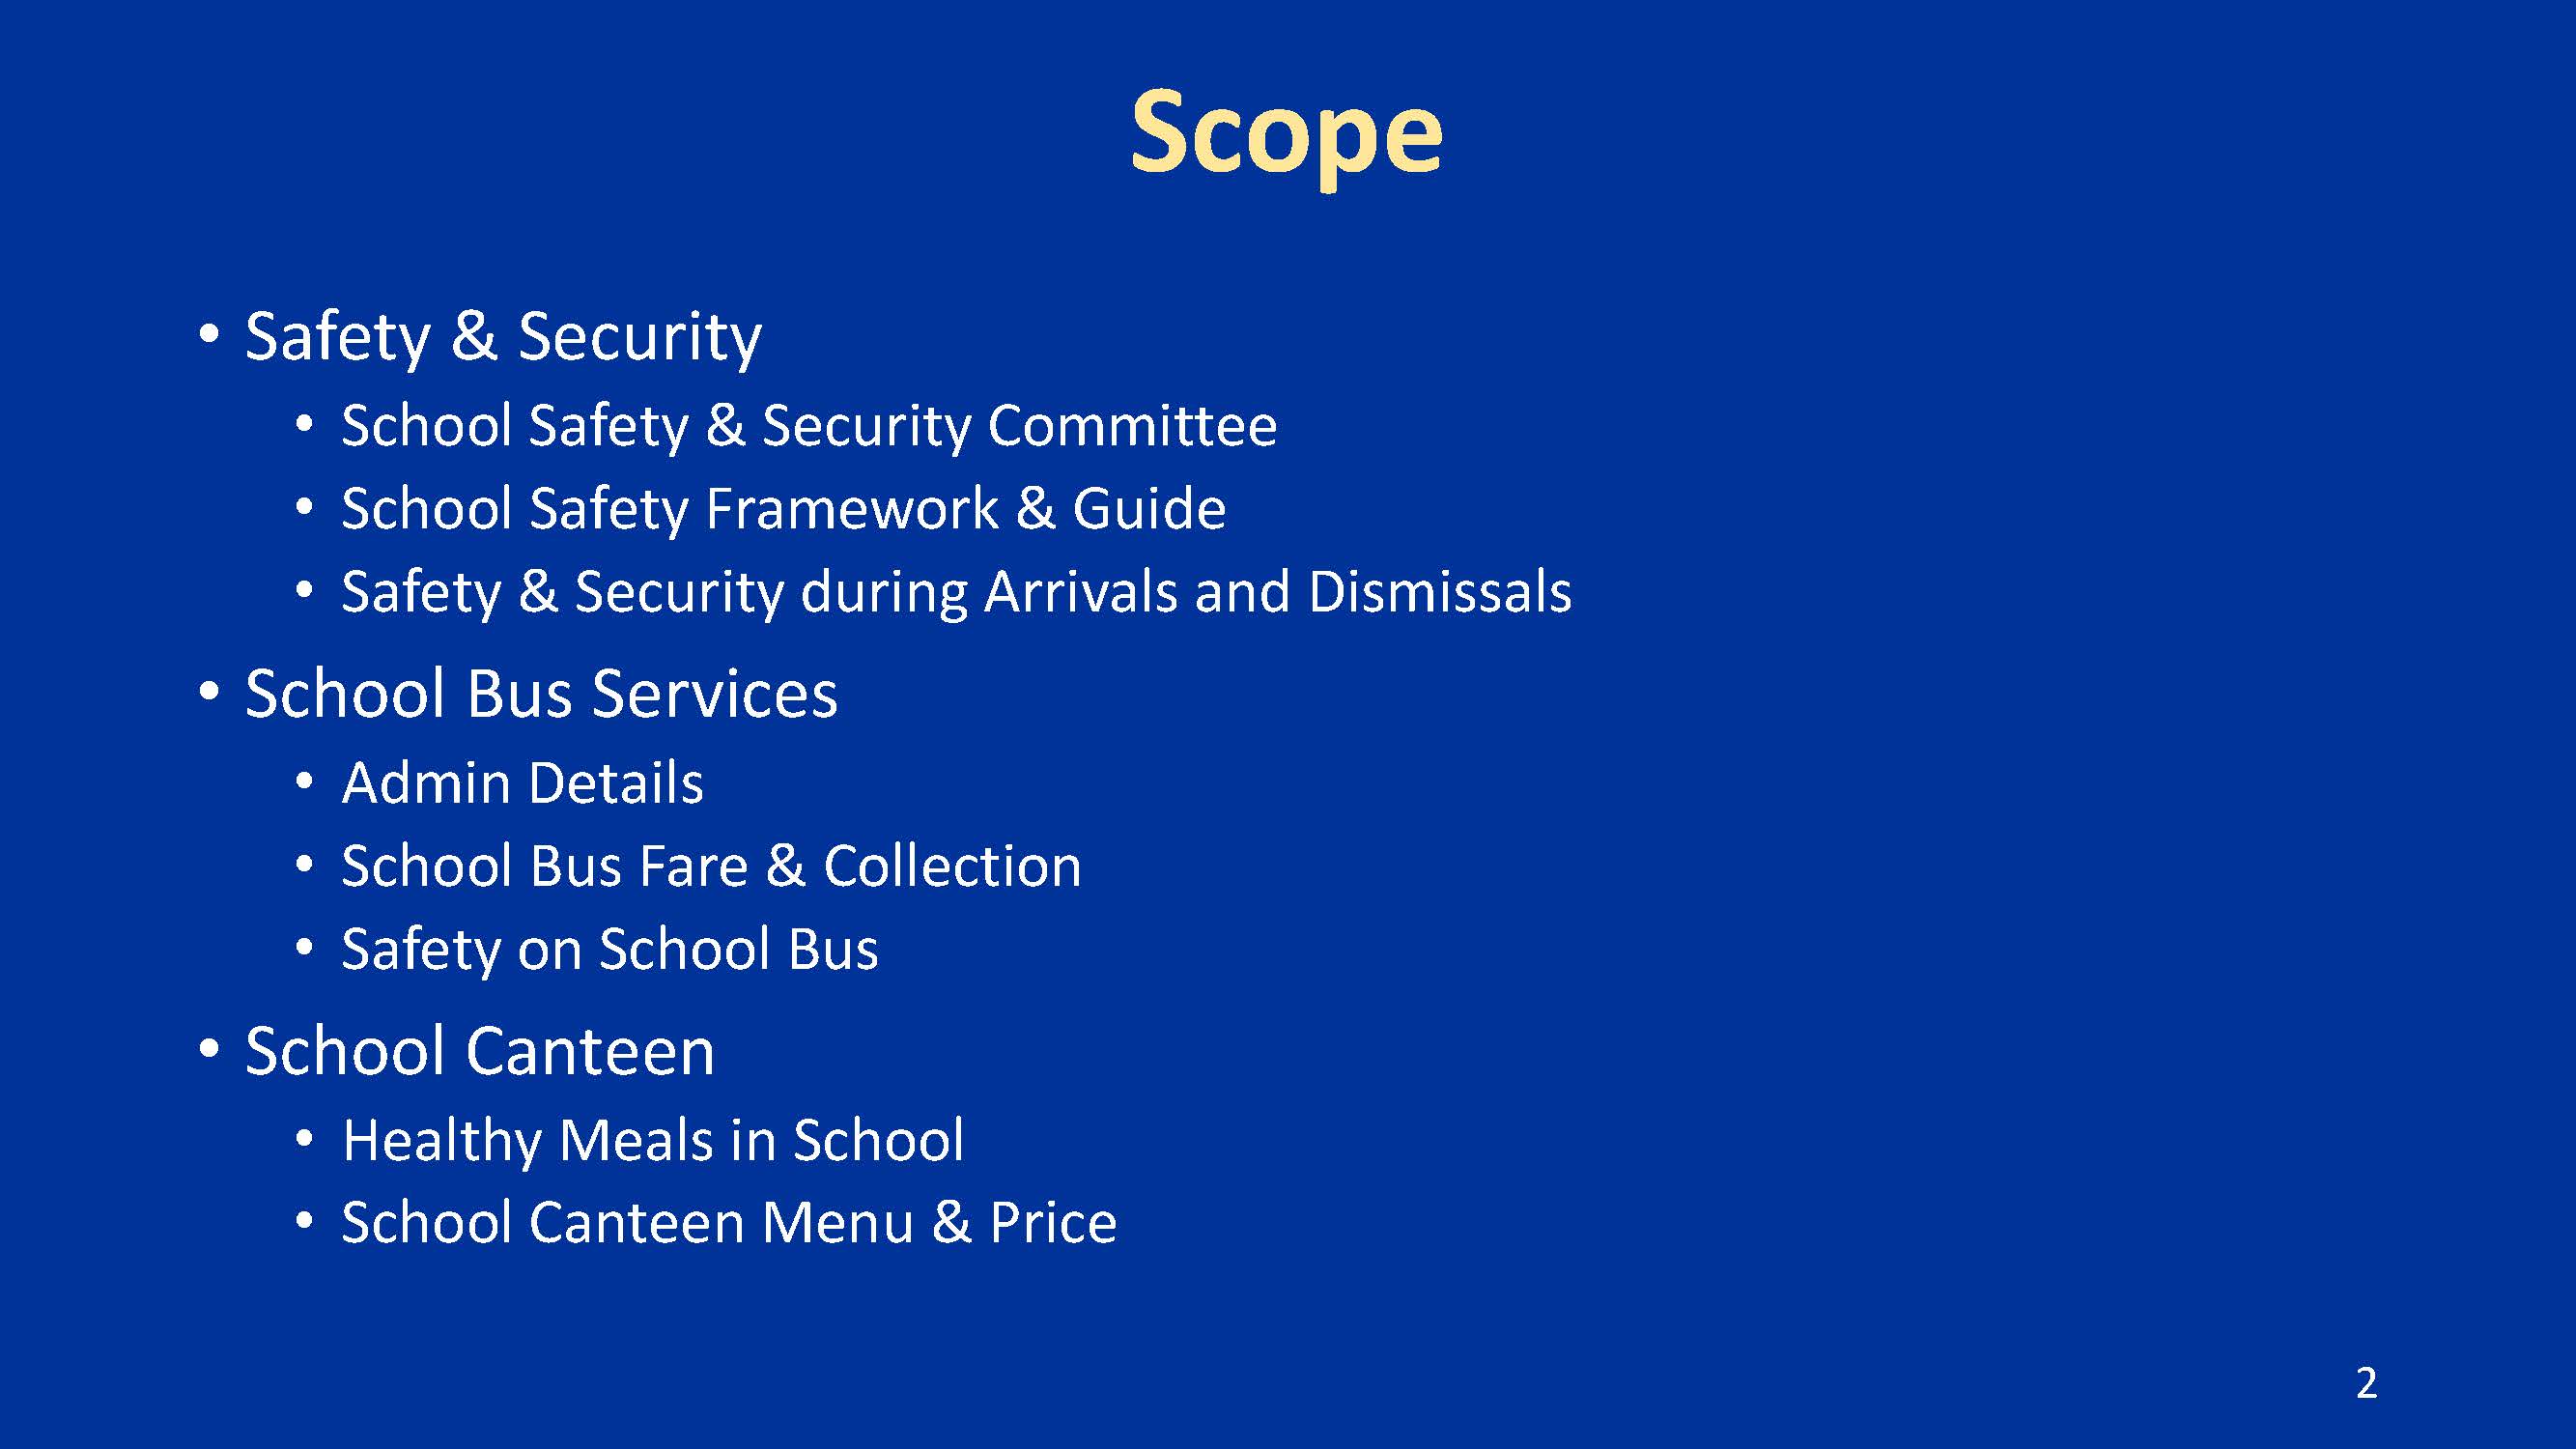 Scope
• Safety & Security
• School Safety & Security Committee
• School Safety Framework & Guide
• Safety & Security during Arrivals and Dismissals
• School Bus Services
• Admin Details
• School Bus Fare & Collection
• Safety on School Bus
• School Canteen
• Healthy Meals in School
• School Canteen Menu & Price
2